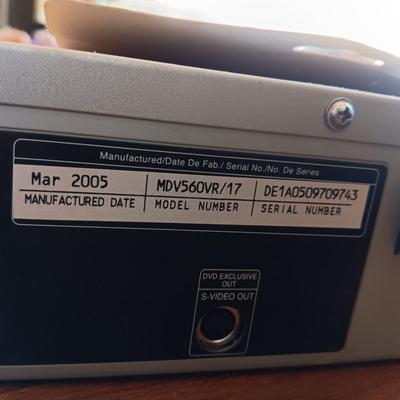 Manufactured/Date De Fab./ Serial No./No. De Series
Mar 2005 MDV560VR/17 DE1A0509709743
MANUFACTURED DATE MODEL NUMBER SERIAL NUMBER
DVD EXCLUSIVE
OUT
S-VIDEO OUT